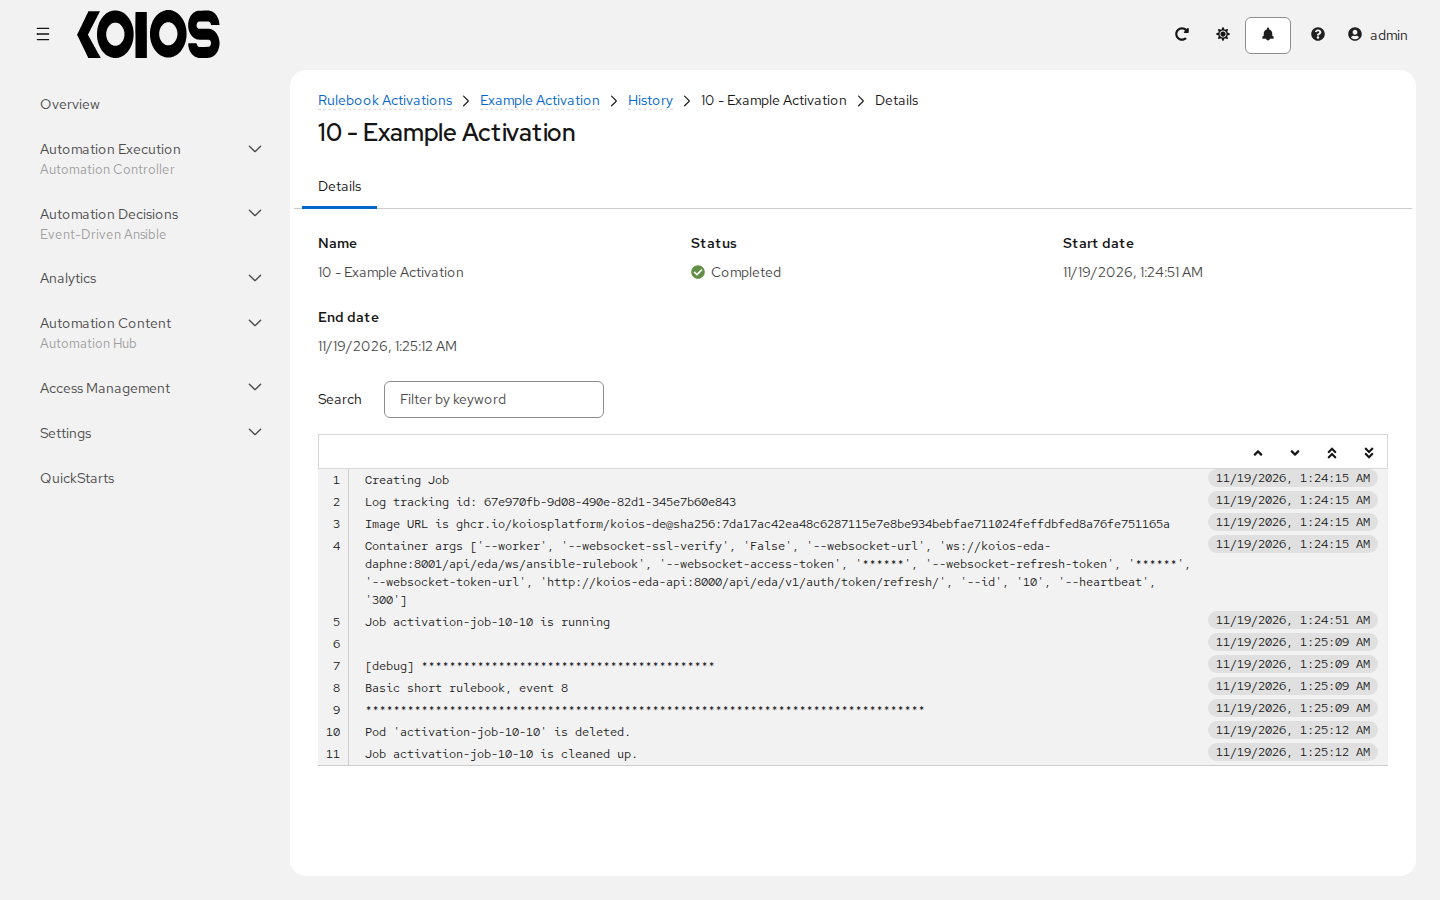 KOIOS
admin
Overview
Automation Execution
Automation Controller
Automation Decisions
Event-Driven Ansible
Analytics
Automation Content
Automation Hub
Access Management
Settings
QuickStarts
Rulebook Activations > Example Activation > History > 10 - Example Activation > Details
10 - Example Activation
Details
Name
10 - Example Activation
Status
Completed
Start date
11/19/2026, 1:24:51 AM
End date
11/19/2026, 1:25:12 AM
Search Filter by keyword
1 Creating Job 11/19/2026, 1:24:15 AM
2 Log tracking id: 67e970fb-9d08-490e-82d1-345e7b60e843 11/19/2026, 1:24:15 AM
3 Image URL is ghcr.io/koiosplatform/koios-de@sha256:7da17ac42ea48c6287115e7e8be934bebfae711024feffdbfed8a76fe751165a 11/19/2026, 1:24:15 AM
4 Container args ['--worker', '--websocket-ssl-verify', 'False', '--websocket-url', 'ws://koios-eda- 11/19/2026, 1:24:15 AM
daphne:8001/api/eda/ws/ansible-rulebook', '--websocket-access-token', '******', '--websocket-refresh-token', '******',
'--websocket-token-url', 'http://koios-eda-api:8000/api/eda/v1/auth/token/refresh/', '--id', '10', '--heartbeat',
'300']
5 Job activation-job-10-10 is running 11/19/2026, 1:24:51 AM
6 11/19/2026, 1:25:09 AM
7 [debug] ****************************************** 11/19/2026, 1:25:09 AM
8 Basic short rulebook, event 8 11/19/2026, 1:25:09 AM
9 ******************************************************************************** 11/19/2026, 1:25:09 AM
10 Pod 'activation-job-10-10' is deleted. 11/19/2026, 1:25:12 AM
11 Job activation-job-10-10 is cleaned up. 11/19/2026, 1:25:12 AM